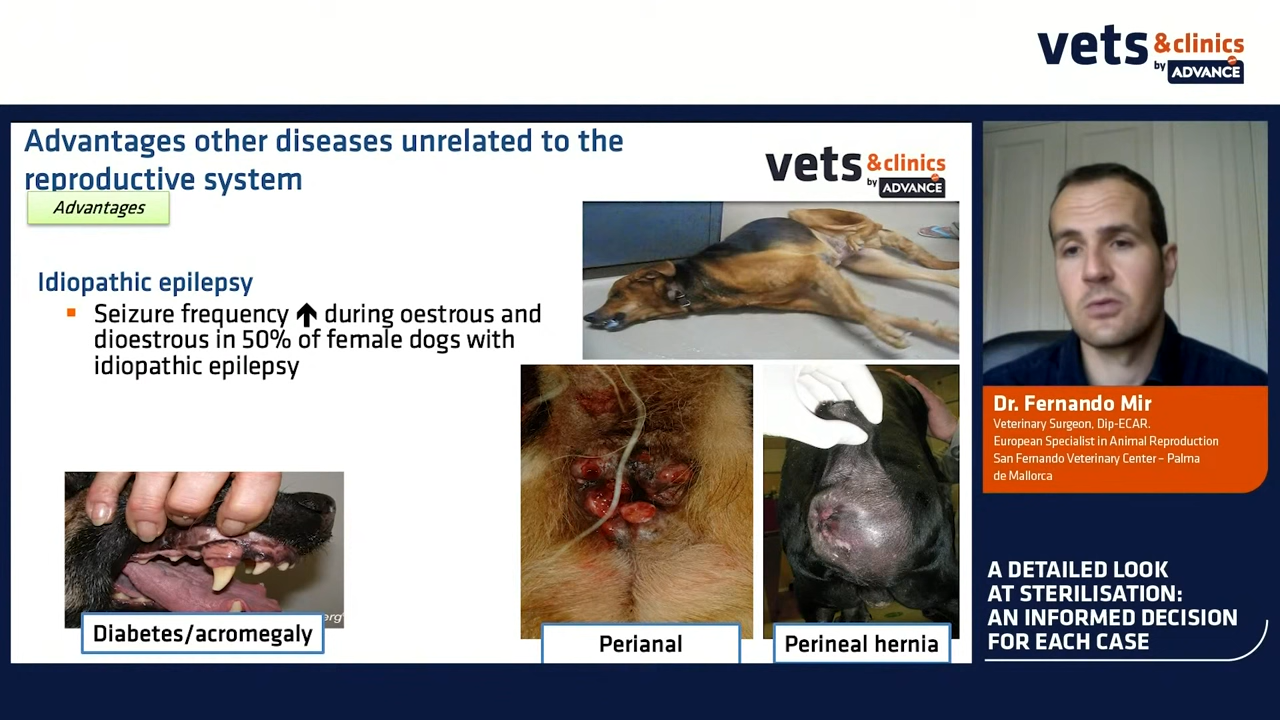 vets &clinics
by ADVANCE
Advantages other diseases unrelated to the
reproductive system
Advantages
vets &clinics
by ADVANCE
Idiopathic epilepsy
Seizure frequency ↑ during oestrous and
dioestrous in 50% of female dogs with
idiopathic epilepsy
Diabetes/acromegaly
Perianal
Perineal hernia
Dr. Fernando Mir
Veterinary Surgeon, Dip-ECAR.
European Specialist in Animal Reproduction
San Fernando Veterinary Center – Palma
de Mallorca
A DETAILED LOOK
AT STERILISATION:
AN INFORMED DECISION
FOR EACH CASE